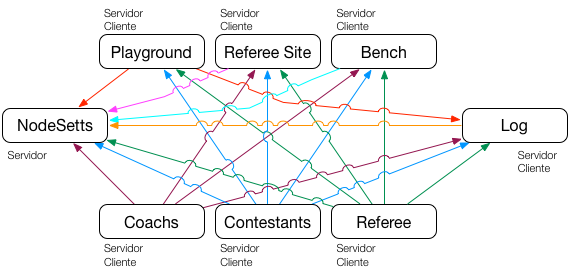 Servidor
Cliente
Servidor
Cliente
Servidor
Cliente
Playground
Referee Site
Bench
NodeSetts
Log
Servidor
Servidor
Cliente
Coachs
Contestants
Referee
Servidor
Cliente
Servidor
Cliente
Servidor
Cliente